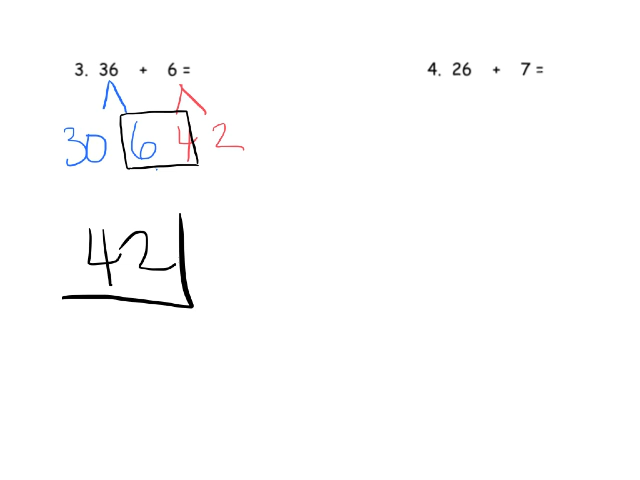 3. 36 + 6 =
4. 26 + 7 =
30 6 4 2
42